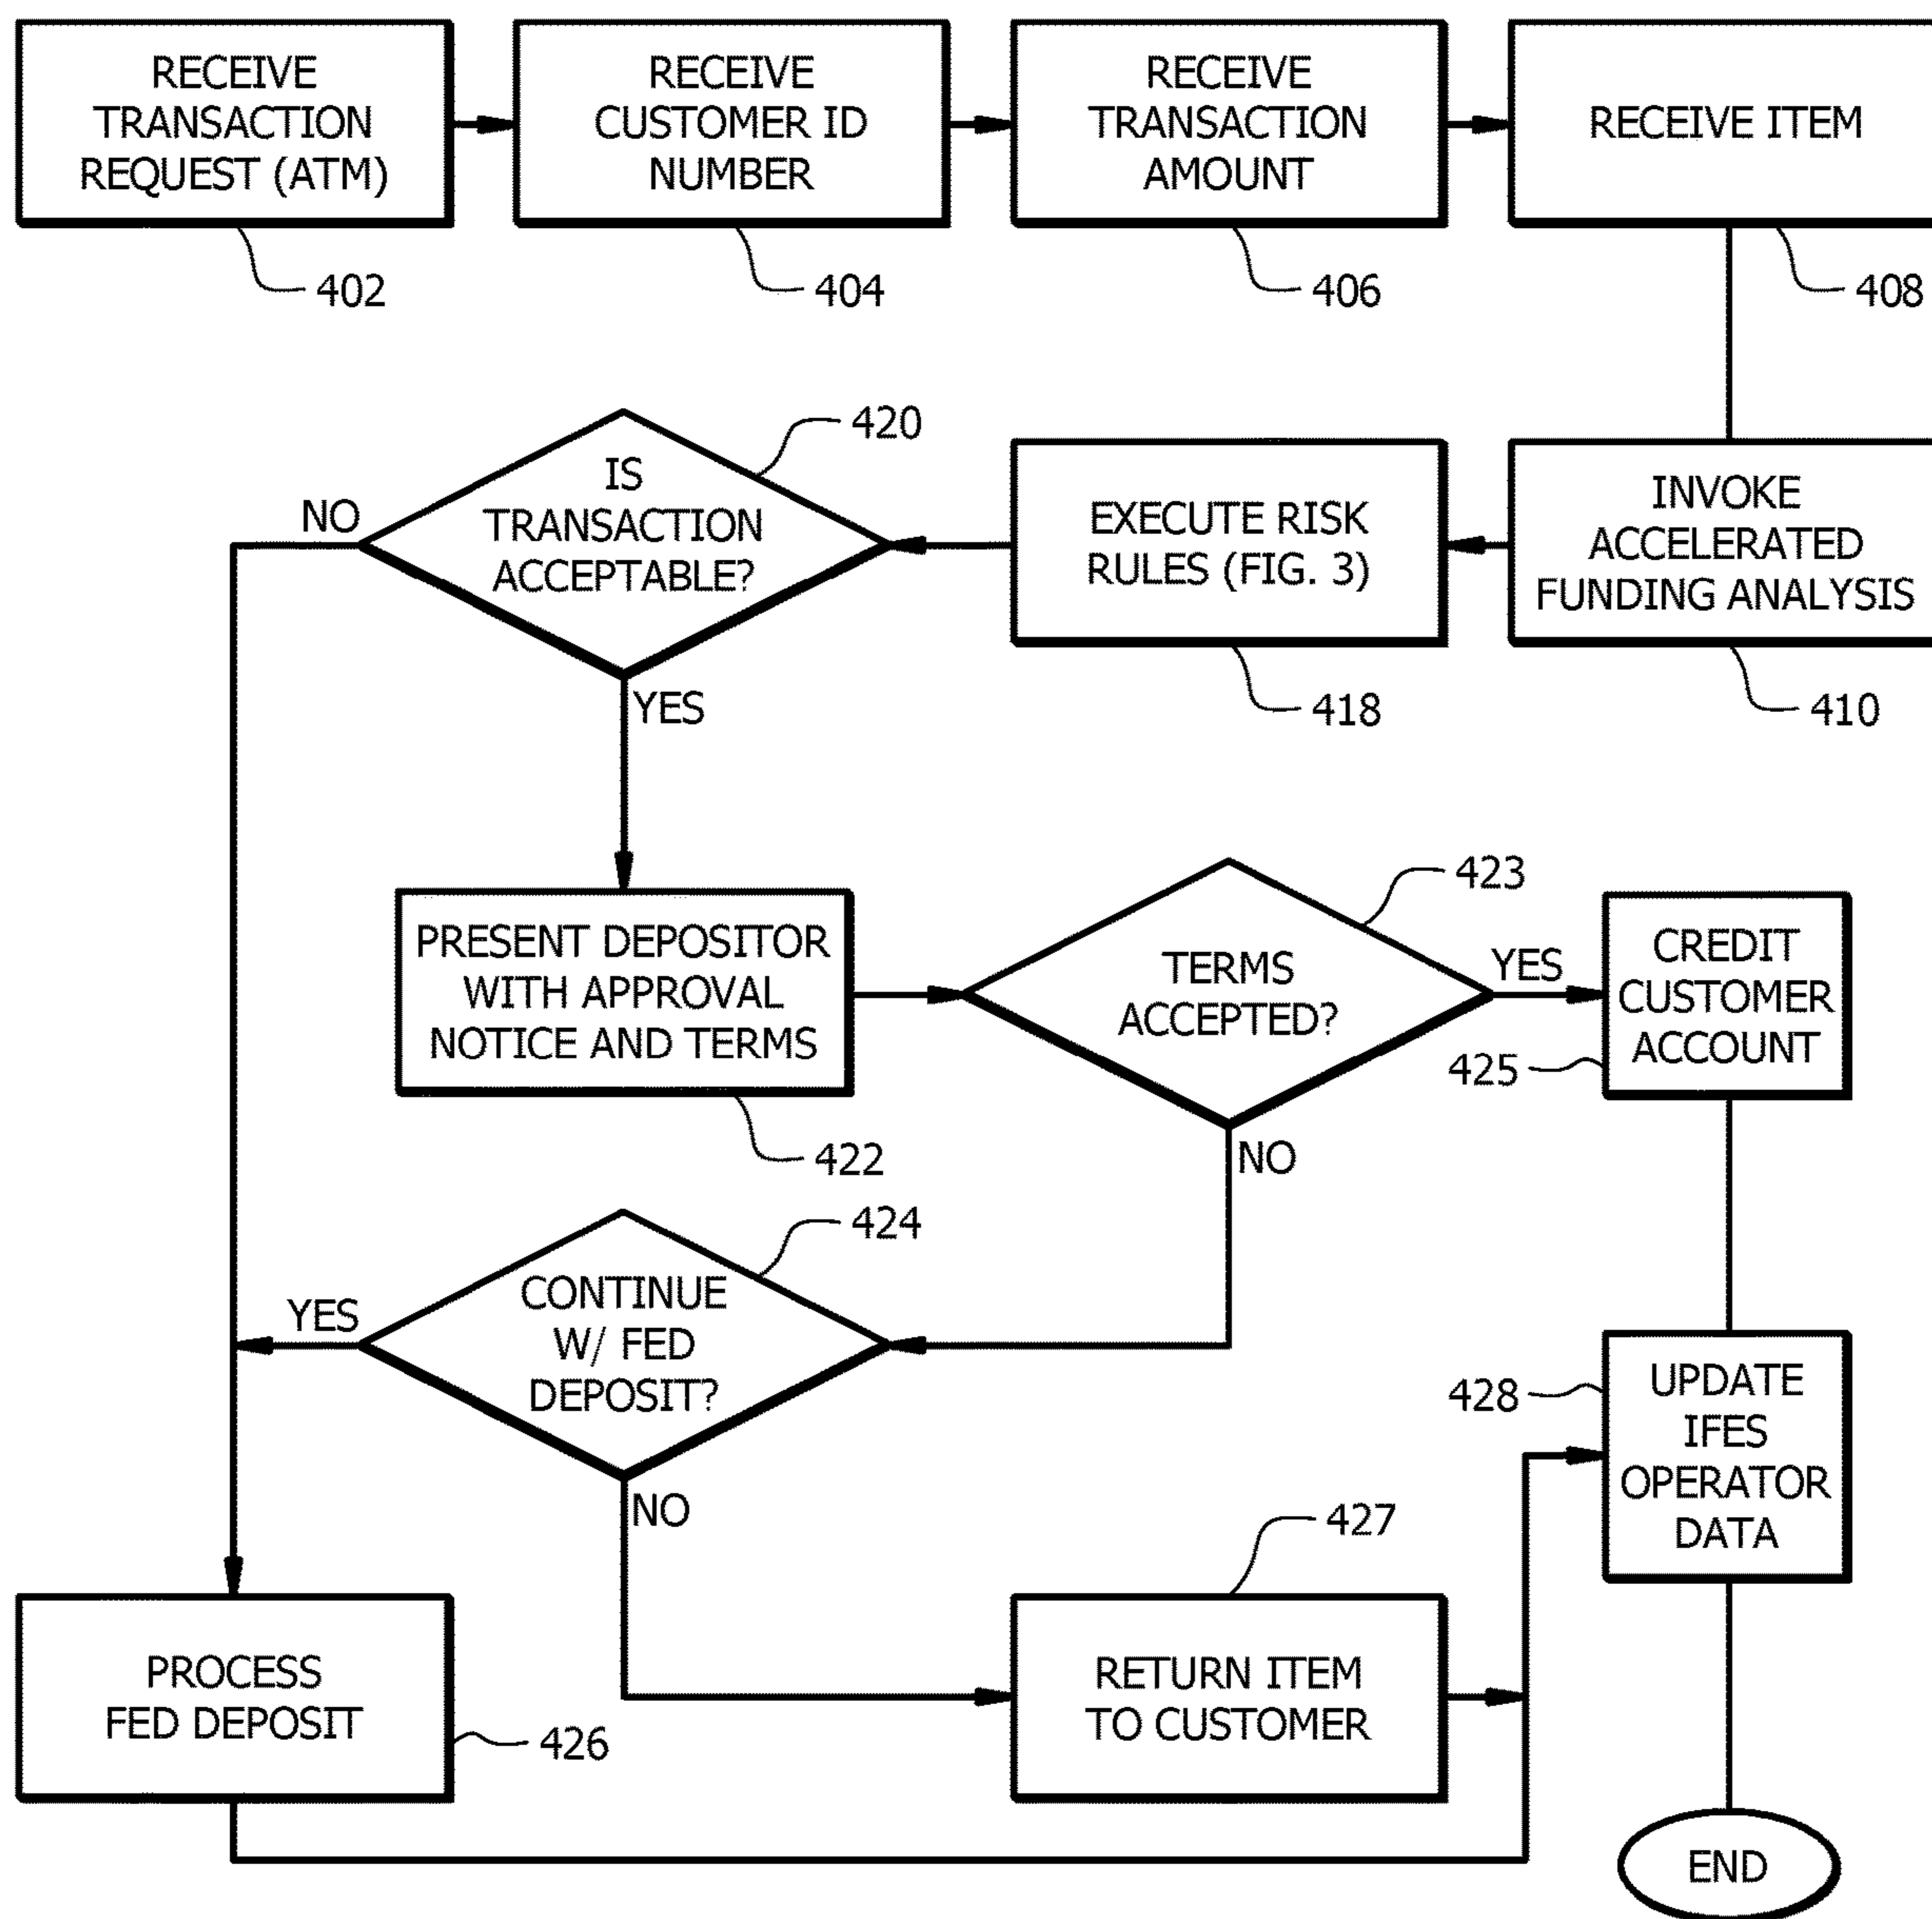 RECEIVE
TRANSACTION
REQUEST (ATM)
402
RECEIVE
CUSTOMER ID
NUMBER
404
RECEIVE
TRANSACTION
AMOUNT
406
RECEIVE ITEM
408
INVOKE
ACCELERATED
FUNDING ANALYSIS
410
EXECUTE RISK
RULES (FIG. 3)
418
IS
TRANSACTION
ACCEPTABLE?
420
NO
YES
PRESENT DEPOSITOR
WITH APPROVAL
NOTICE AND TERMS
422
TERMS
ACCEPTED?
423
YES
NO
CREDIT
CUSTOMER
ACCOUNT
425
CONTINUE
W/ FED
DEPOSIT?
424
YES
NO
UPDATE
IFES
OPERATOR
DATA
428
PROCESS
FED DEPOSIT
426
RETURN ITEM
TO CUSTOMER
427
END